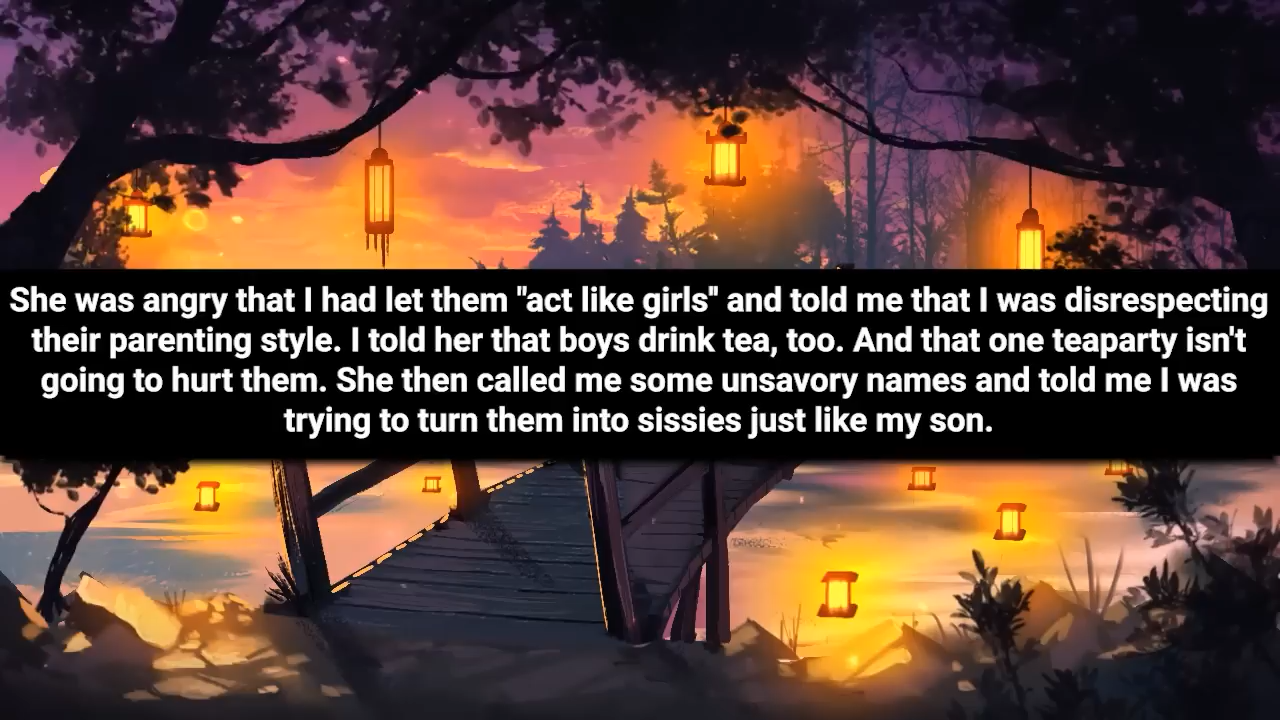 She was angry that I had let them "act like girls" and told me that I was disrespecting
their parenting style. I told her that boys drink tea, too. And that one teaparty isn't
going to hurt them. She then called me some unsavory names and told me I was
trying to turn them into sissies just like my son.